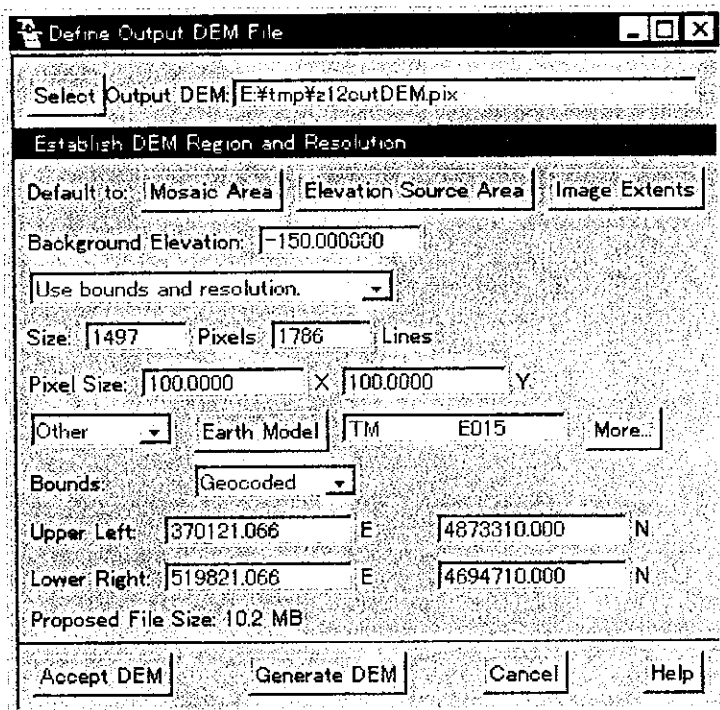 Define Output DEM File
Select Output DEM: E:¥tmp¥z12outDEM.pix
Establish DEM Region and Resolution
Default to: Mosaic Area Elevation Source Area Image Extents
Background Elevation: -150.000000
Use bounds and resolution.
Size: 1497 Pixels 1786 Lines
Pixel Size: 100.0000 X 100.0000 Y
Other Earth Model TM E015 More...
Bounds: Geocoded
Upper Left: 370121.066 E 4873310.000 N
Lower Right: 519821.066 E 4694710.000 N
Proposed File Size: 10.2 MB
Accept DEM Generate DEM Cancel Help